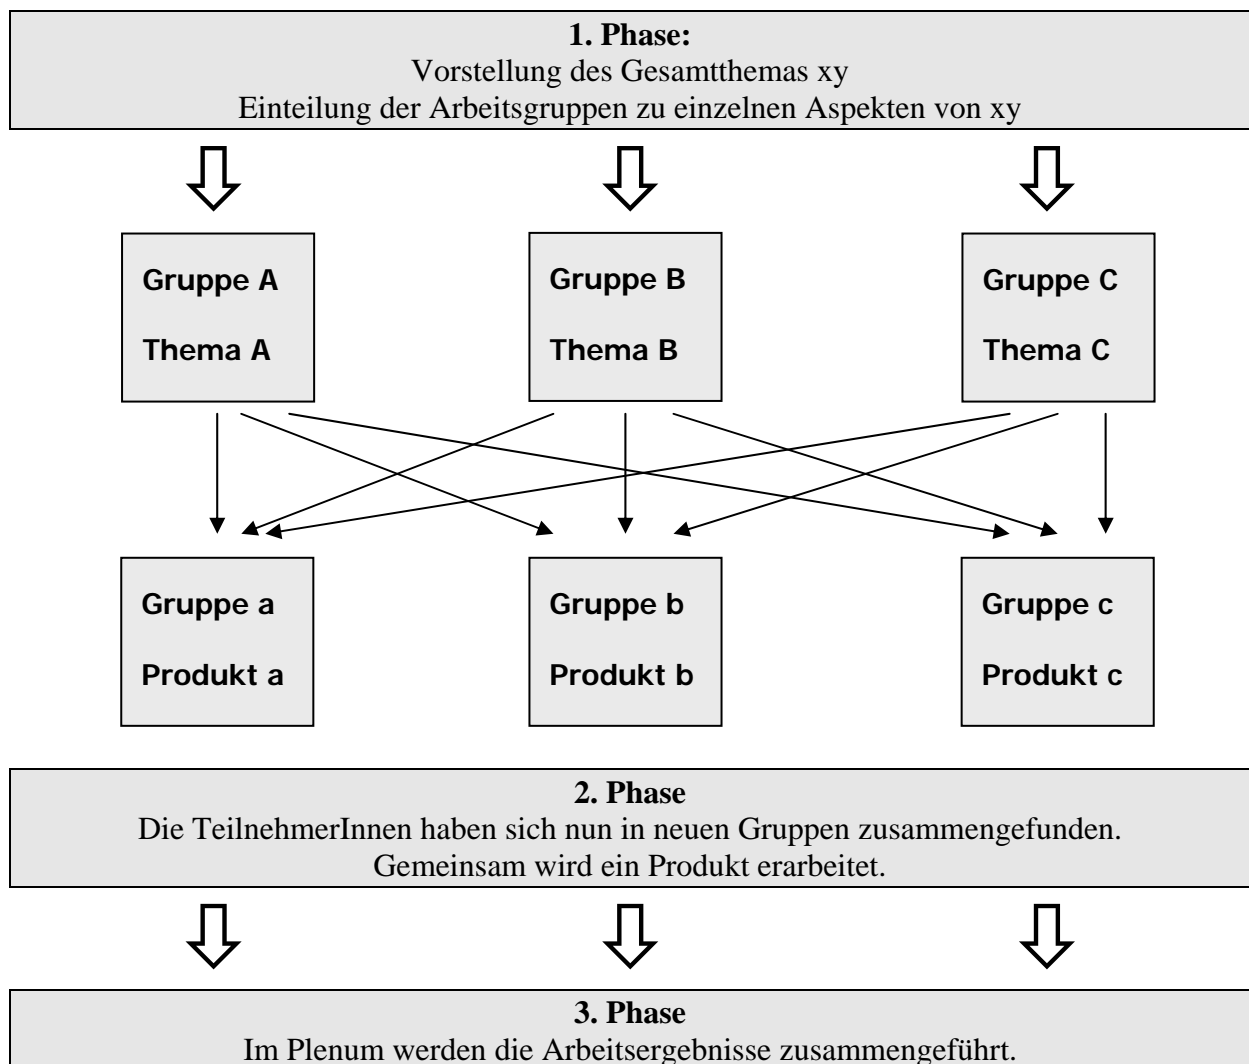 1. Phase:
Vorstellung des Gesamtthemas xy
Einteilung der Arbeitsgruppen zu einzelnen Aspekten von xy
Gruppe A
Thema A
Gruppe B
Thema B
Gruppe C
Thema C
Gruppe a
Produkt a
Gruppe b
Produkt b
Gruppe c
Produkt c
2. Phase
Die TeilnehmerInnen haben sich nun in neuen Gruppen zusammengefunden.
Gemeinsam wird ein Produkt erarbeitet.
3. Phase
Im Plenum werden die Arbeitsergebnisse zusammengeführt.